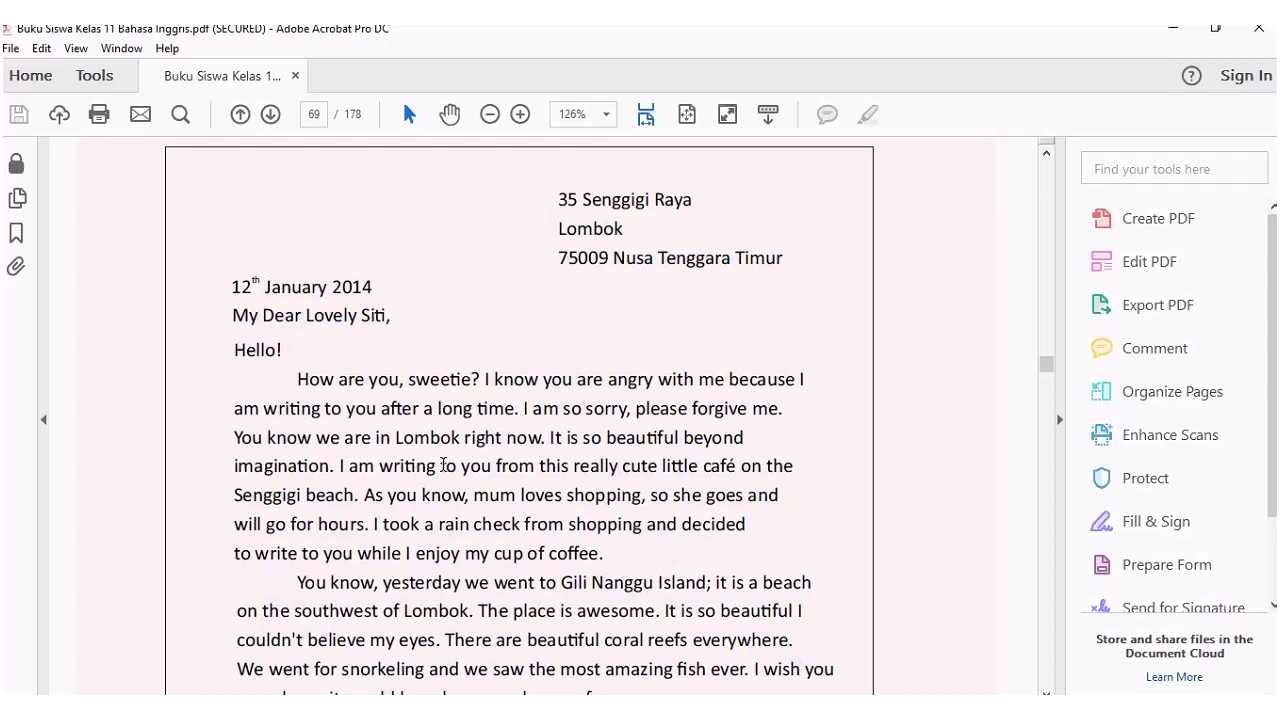 Buku Siswa Kelas 11 Bahasa Inggris.pdf (SECURED) - Adobe Acrobat Pro DC
File Edit View Window Help
Home Tools Buku Siswa Kelas 1... × Sign In
69 / 178 126%
Find your tools here
Create PDF
Edit PDF
Export PDF
Comment
Organize Pages
Enhance Scans
Protect
Fill & Sign
Prepare Form
Send for Signature
Store and share files in the
Document Cloud
Learn More
35 Senggigi Raya
Lombok
75009 Nusa Tenggara Timur
12th January 2014
My Dear Lovely Siti,
Hello!
How are you, sweetie? I know you are angry with me because I
am writing to you after a long time. I am so sorry, please forgive me.
You know we are in Lombok right now. It is so beautiful beyond
imagination. I am writing to you from this really cute little café on the
Senggigi beach. As you know, mum loves shopping, so she goes and
will go for hours. I took a rain check from shopping and decided
to write to you while I enjoy my cup of coffee.
You know, yesterday we went to Gili Nanggu Island; it is a beach
on the southwest of Lombok. The place is awesome. It is so beautiful I
couldn't believe my eyes. There are beautiful coral reefs everywhere.
We went for snorkeling and we saw the most amazing fish ever. I wish you